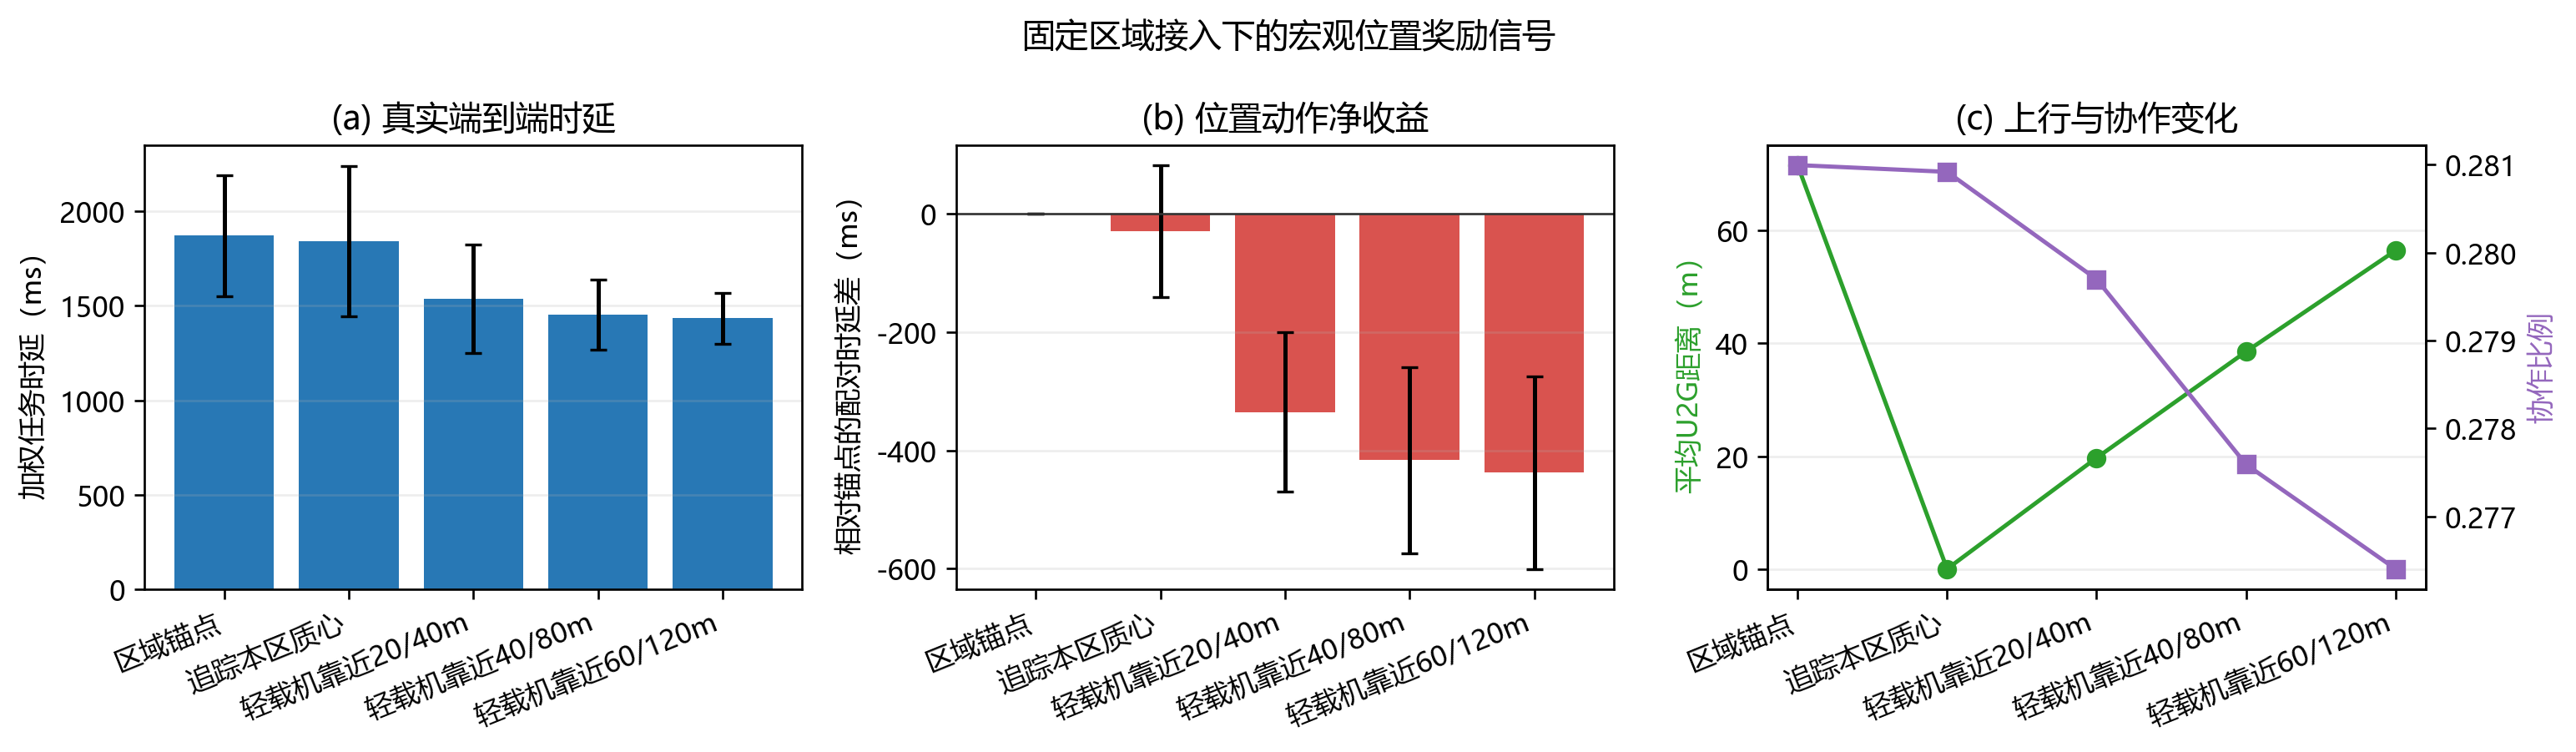 固定区域接入下的宏观位置奖励信号
(a) 真实端到端时延
加权任务时延（ms）
2000
1500
1000
500
0
区域锚点
追踪本区质心
轻载机靠近20/40m
轻载机靠近40/80m
轻载机靠近60/120m
(b) 位置动作净收益
相对锚点的配对时延差（ms）
0
-200
-400
-600
区域锚点
追踪本区质心
轻载机靠近20/40m
轻载机靠近40/80m
轻载机靠近60/120m
(c) 上行与协作变化
平均U2G距离（m）
60
40
20
0
区域锚点
追踪本区质心
轻载机靠近20/40m
轻载机靠近40/80m
轻载机靠近60/120m
0.281
0.280
0.279
0.278
0.277
协作比例